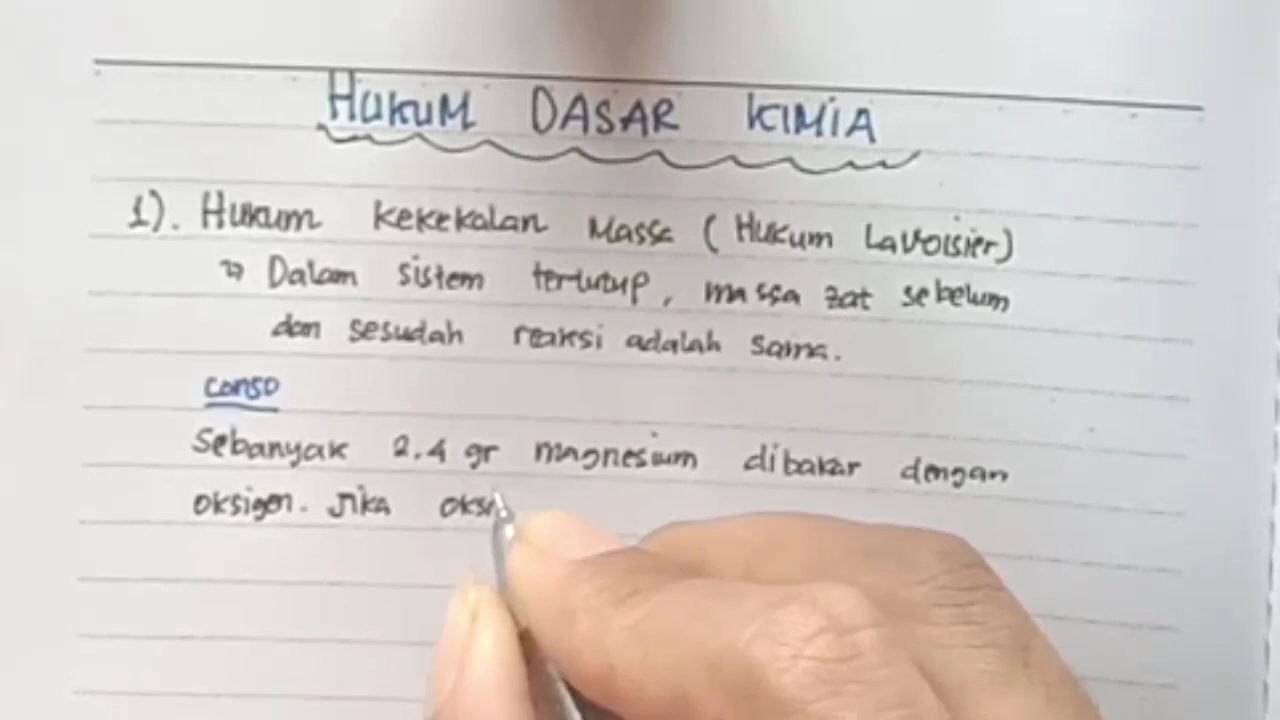 HUKUM DASAR KIMIA
1). Hukum Kekekalan Massa (Hukum Lavoisier)
→ Dalam sistem tertutup, massa zat sebelum
dan sesudah reaksi adalah sama.
Sebanyak 2.4 gr magnesium dibakar dengan
oksigen. Jika oksi